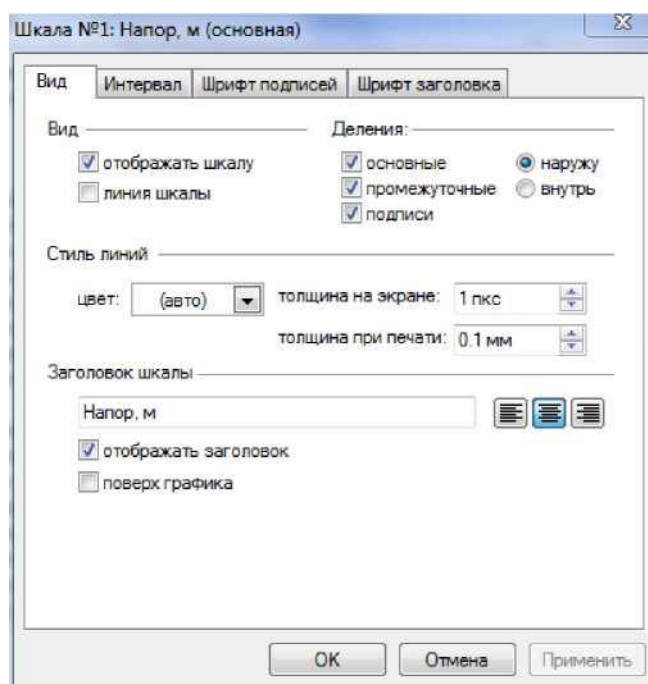 Шкала №1: Напор, м (основная)
Вид Интервал Шрифт подписей Шрифт заголовка
Вид Деления:
отображать шкалу основные наружу
линия шкалы промежуточные внутрь
подписи
Стиль линий
цвет: (авто) толщина на экране: 1 пкс
толщина при печати: 0.1 мм
Заголовок шкалы
Напор, м
отображать заголовок
поверх графика
OK Отмена Применить